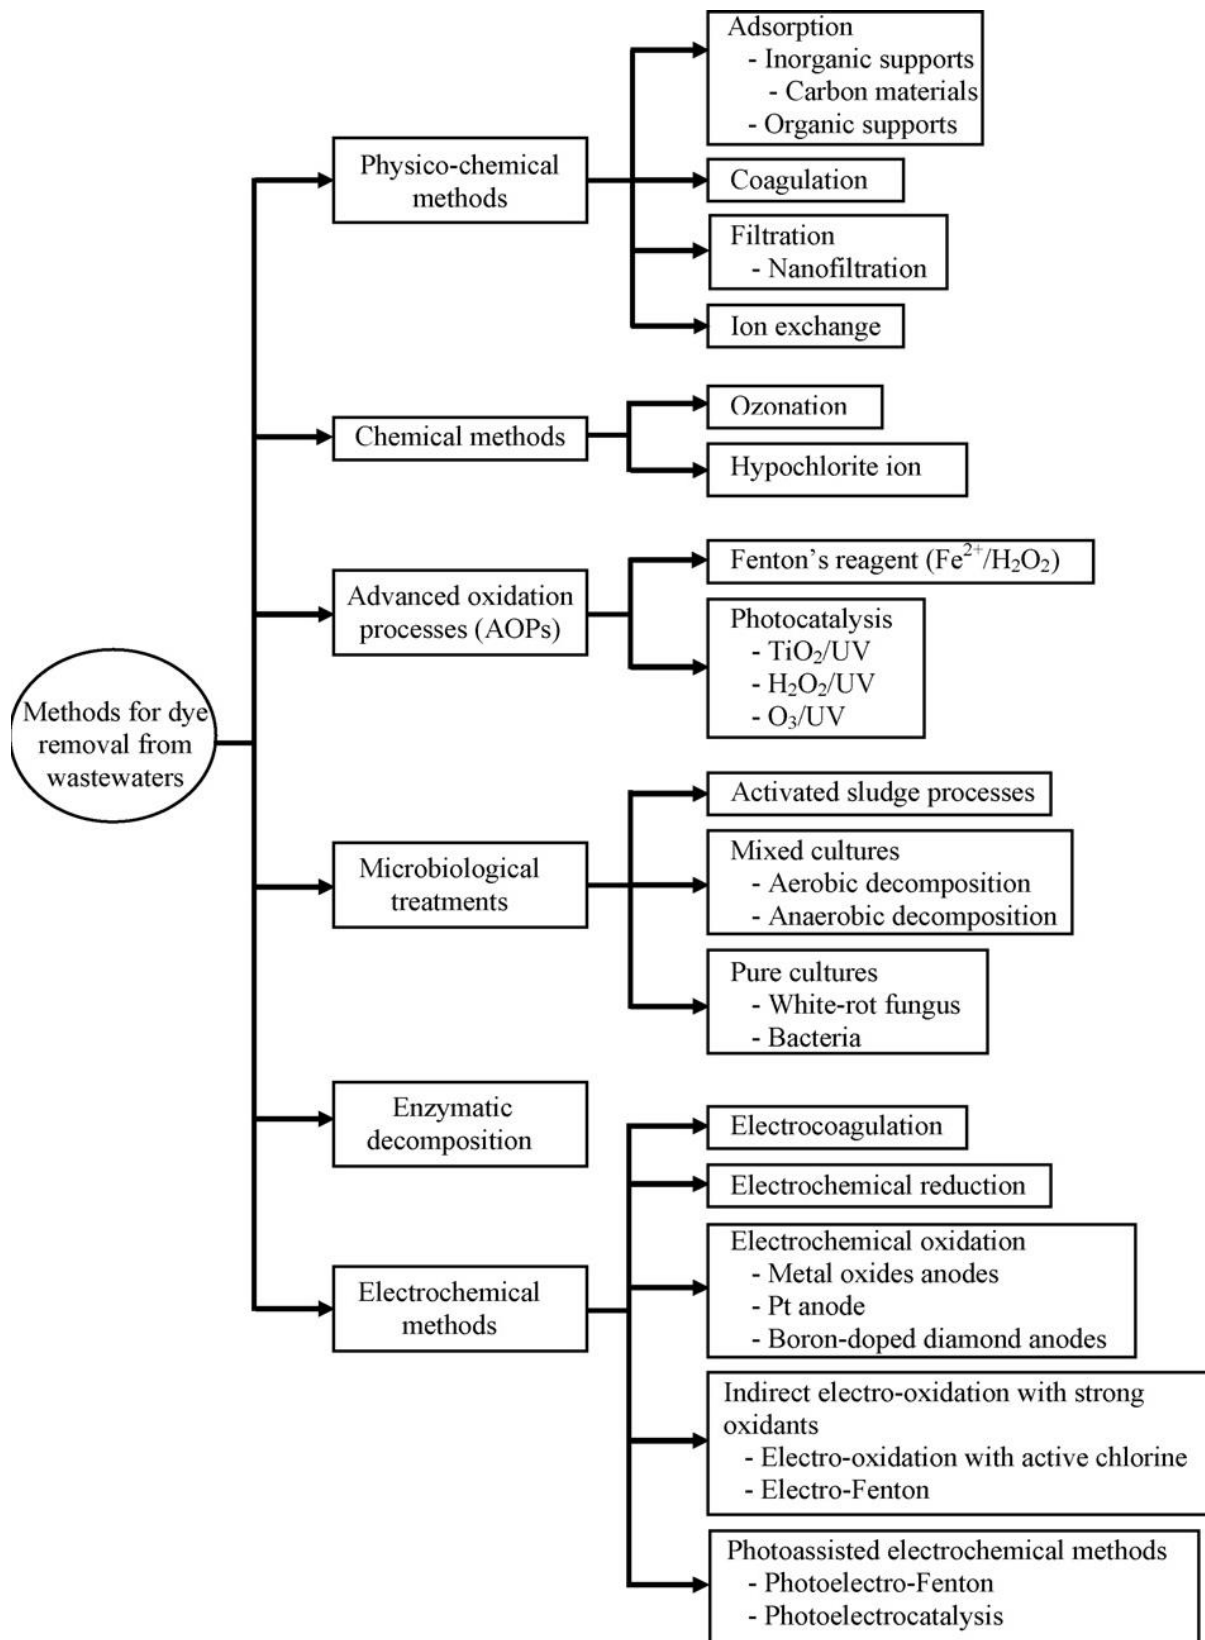 Methods for dye
removal from
wastewaters
Physico-chemical
methods
Adsorption
- Inorganic supports
- Carbon materials
- Organic supports
Coagulation
Filtration
- Nanofiltration
Ion exchange
Chemical methods
Ozonation
Hypochlorite ion
Advanced oxidation
processes (AOPs)
Fenton’s reagent (Fe²⁺/H₂O₂)
Photocatalysis
- TiO₂/UV
- H₂O₂/UV
- O₃/UV
Microbiological
treatments
Activated sludge processes
Mixed cultures
- Aerobic decomposition
- Anaerobic decomposition
Pure cultures
- White-rot fungus
- Bacteria
Enzymatic
decomposition
Electrochemical
methods
Electrocoagulation
Electrochemical reduction
Electrochemical oxidation
- Metal oxides anodes
- Pt anode
- Boron-doped diamond anodes
Indirect electro-oxidation with strong
oxidants
- Electro-oxidation with active chlorine
- Electro-Fenton
Photoassisted electrochemical methods
- Photoelectro-Fenton
- Photoelectrocatalysis